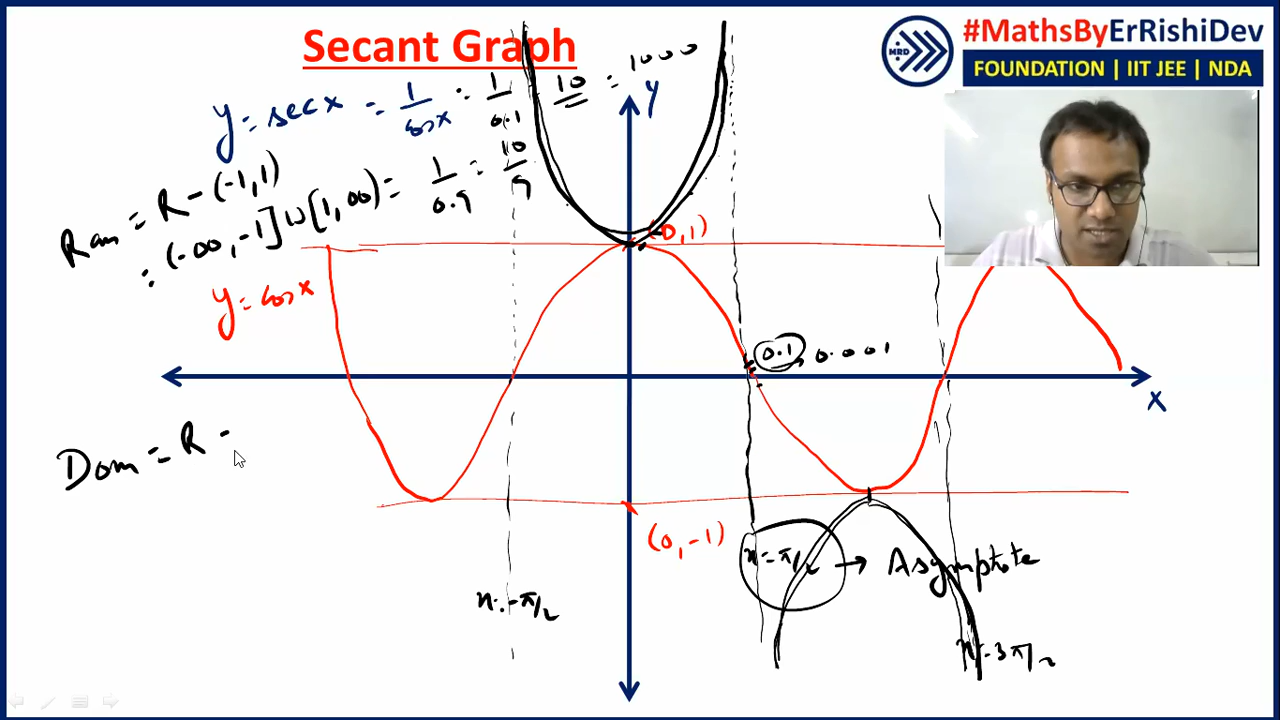 Secant Graph
#MathsByErRishiDev
MRD
FOUNDATION | IIT JEE | NDA
y = sec x = 1/cos x = 1/0.1 = 10 = 1000
y
Ran = R - (-1,1)
= (-∞,-1] ∪ [1,∞) = 1/0.9 = 10/9
(0,1)
y = cos x
0.1 → 0.001
x
Dom = R -
(0,-1)
x = π/2 → Asymptote
x = -π/2
x = 3π/2